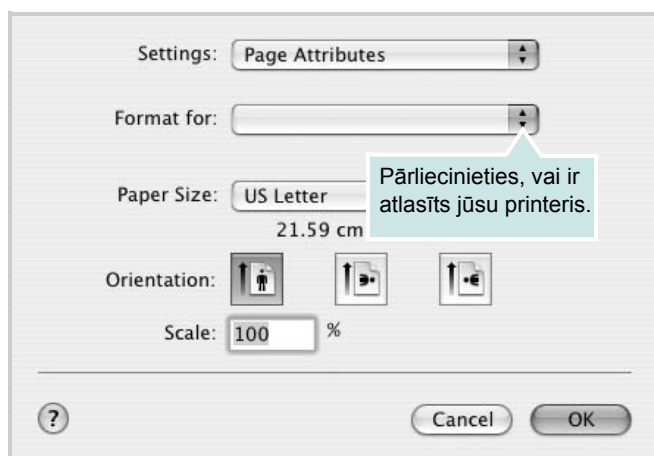 Settings: Page Attributes
Format for:
Pārliecinieties, vai ir
atlasīts jūsu printeris.
Paper Size: US Letter
21.59 cm
Orientation:
Scale: 100 %
? Cancel OK